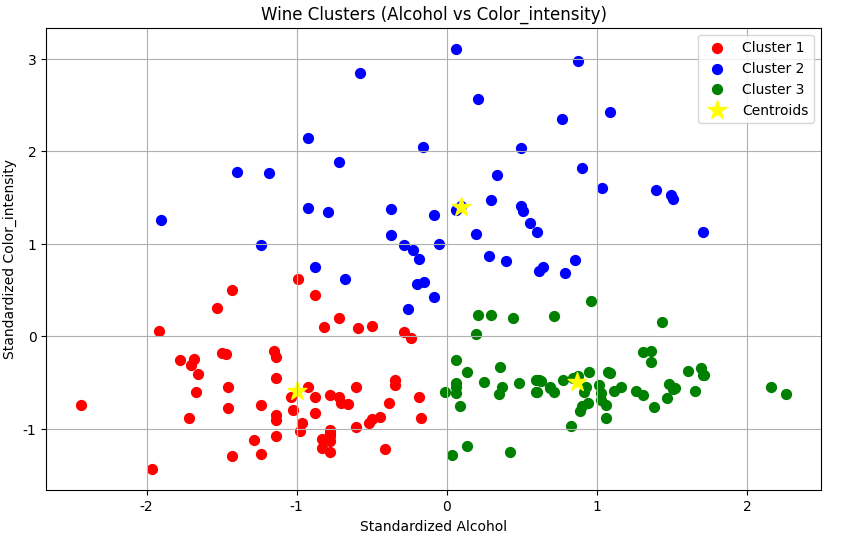 Wine Clusters (Alcohol vs Color_intensity)
Cluster 1
Cluster 2
Cluster 3
Centroids
Standardized Color_intensity
3
2
1
0
-1
-2 -1 0 1 2
Standardized Alcohol